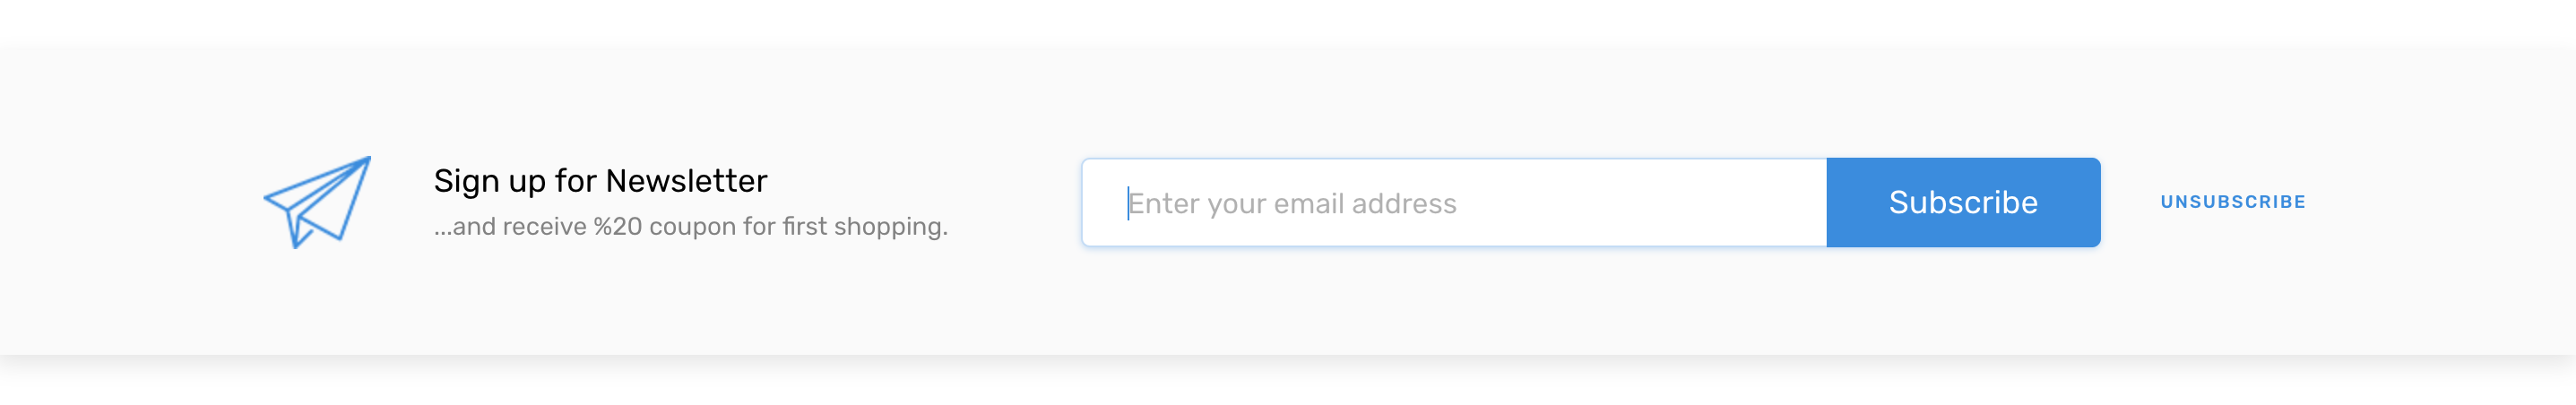 Sign up for Newsletter
...and receive %20 coupon for first shopping.
Enter your email address
Subscribe
UNSUBSCRIBE